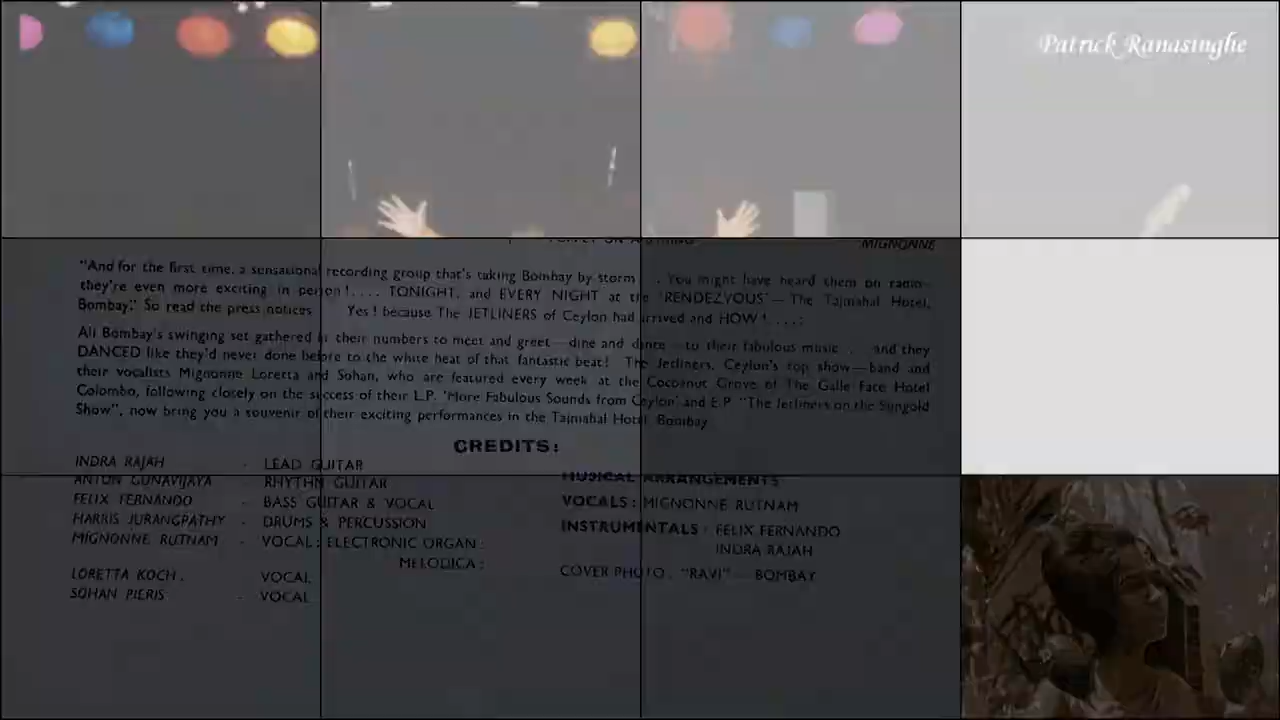 Patrick Ranasinghe
MIGNONNE
"And for the first time, a sensational recording group that's taking Bombay by storm . . You might have heard them on radio—
they're even more exciting in person!.... TONIGHT, and EVERY NIGHT at the 'RENDEZVOUS'— The Tajmahal Hotel,
Bombay." So read the press notices Yes! because The JETLINERS of Ceylon had arrived and HOW!....:
All Bombay's swinging set gathered in their numbers to meet and greet—dine and dance—to their fabulous music ... and they
DANCED like they'd never done before to the white heat of that fantastic beat! The Jetliners, Ceylon's top show—band and
their vocalists Mignonne Loretta and Sohan, who are featured every week at the Cocoanut Grove of The Galle Face Hotel
Colombo, following closely on the success of their L.P. 'More Fabulous Sounds from Ceylon' and E.P. "The Jetliners on the Sungold
Show", now bring you a souvenir of their exciting performances in the Tajmahal Hotel Bombay
CREDITS:
INDRA RAJAH - LEAD GUITAR
ANTON GUNAVIJAYA - RHYTHM GUITAR
FELIX FERNANDO - BASS GUITAR & VOCAL
HARRIS JURANGPATHY - DRUMS & PERCUSSION
MIGNONNE RUTNAM - VOCAL: ELECTRONIC ORGAN:
MELODICA:
LORETTA KOCH. VOCAL
SOHAN PIERIS - VOCAL
MUSICAL ARRANGEMENTS
VOCALS: MIGNONNE RUTNAM
INSTRUMENTALS: FELIX FERNANDO
INDRA RAJAH
COVER PHOTO. "RAVI"— BOMBAY